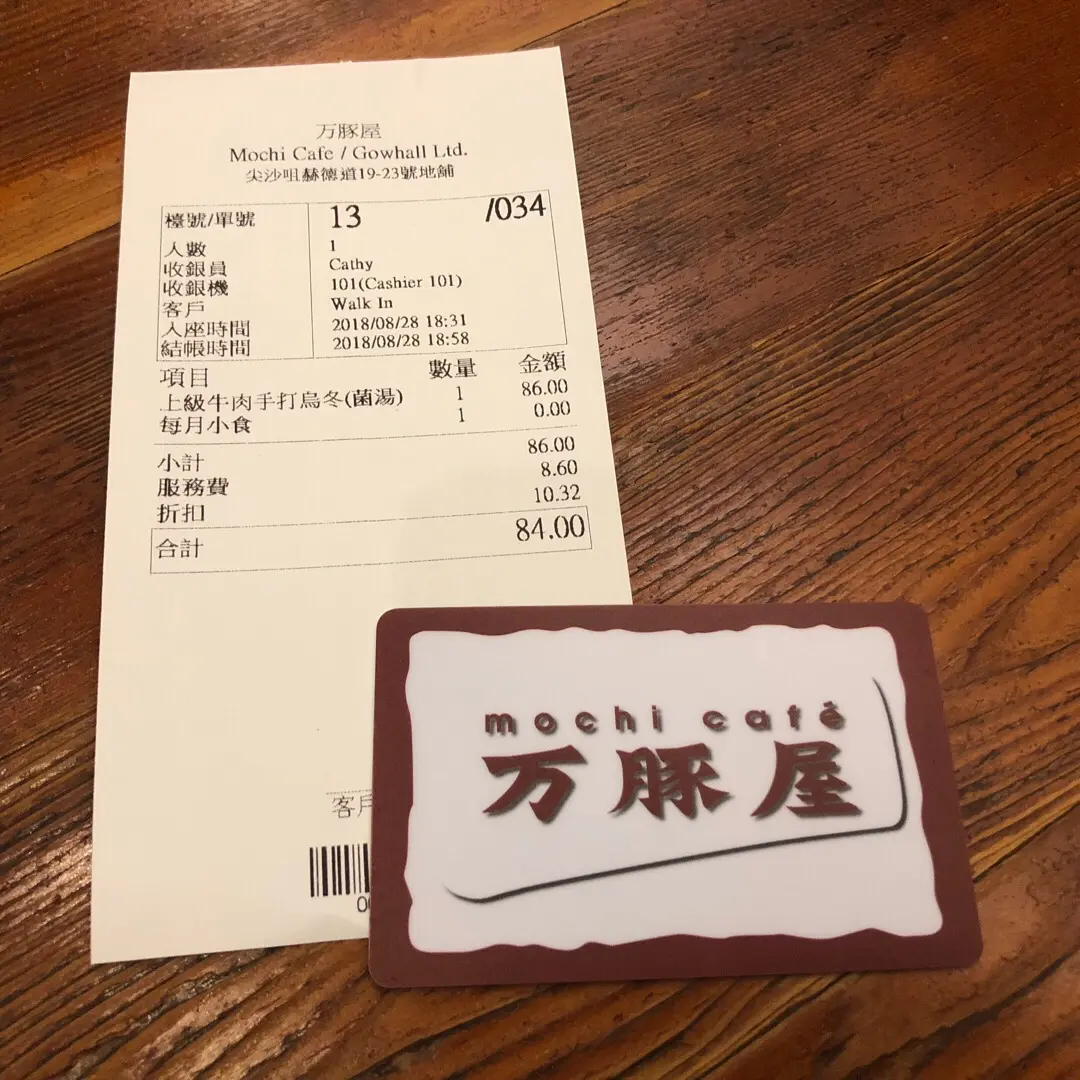 万豚屋
Mochi Cafe / Gowhall Ltd.
尖沙咀赫德道19-23號地舖
檯號/單號 13 /034
人數 1
收銀員 Cathy
收銀機 101(Cashier 101)
客戶 Walk In
入座時間 2018/08/28 18:31
結帳時間 2018/08/28 18:58
項目 數量 金額
上級牛肉手打烏冬(菌湯) 1 86.00
每月小食 1 0.00
小計 86.00
服務費 8.60
折扣 10.32
合計 84.00
客戶
mochi café
万豚屋